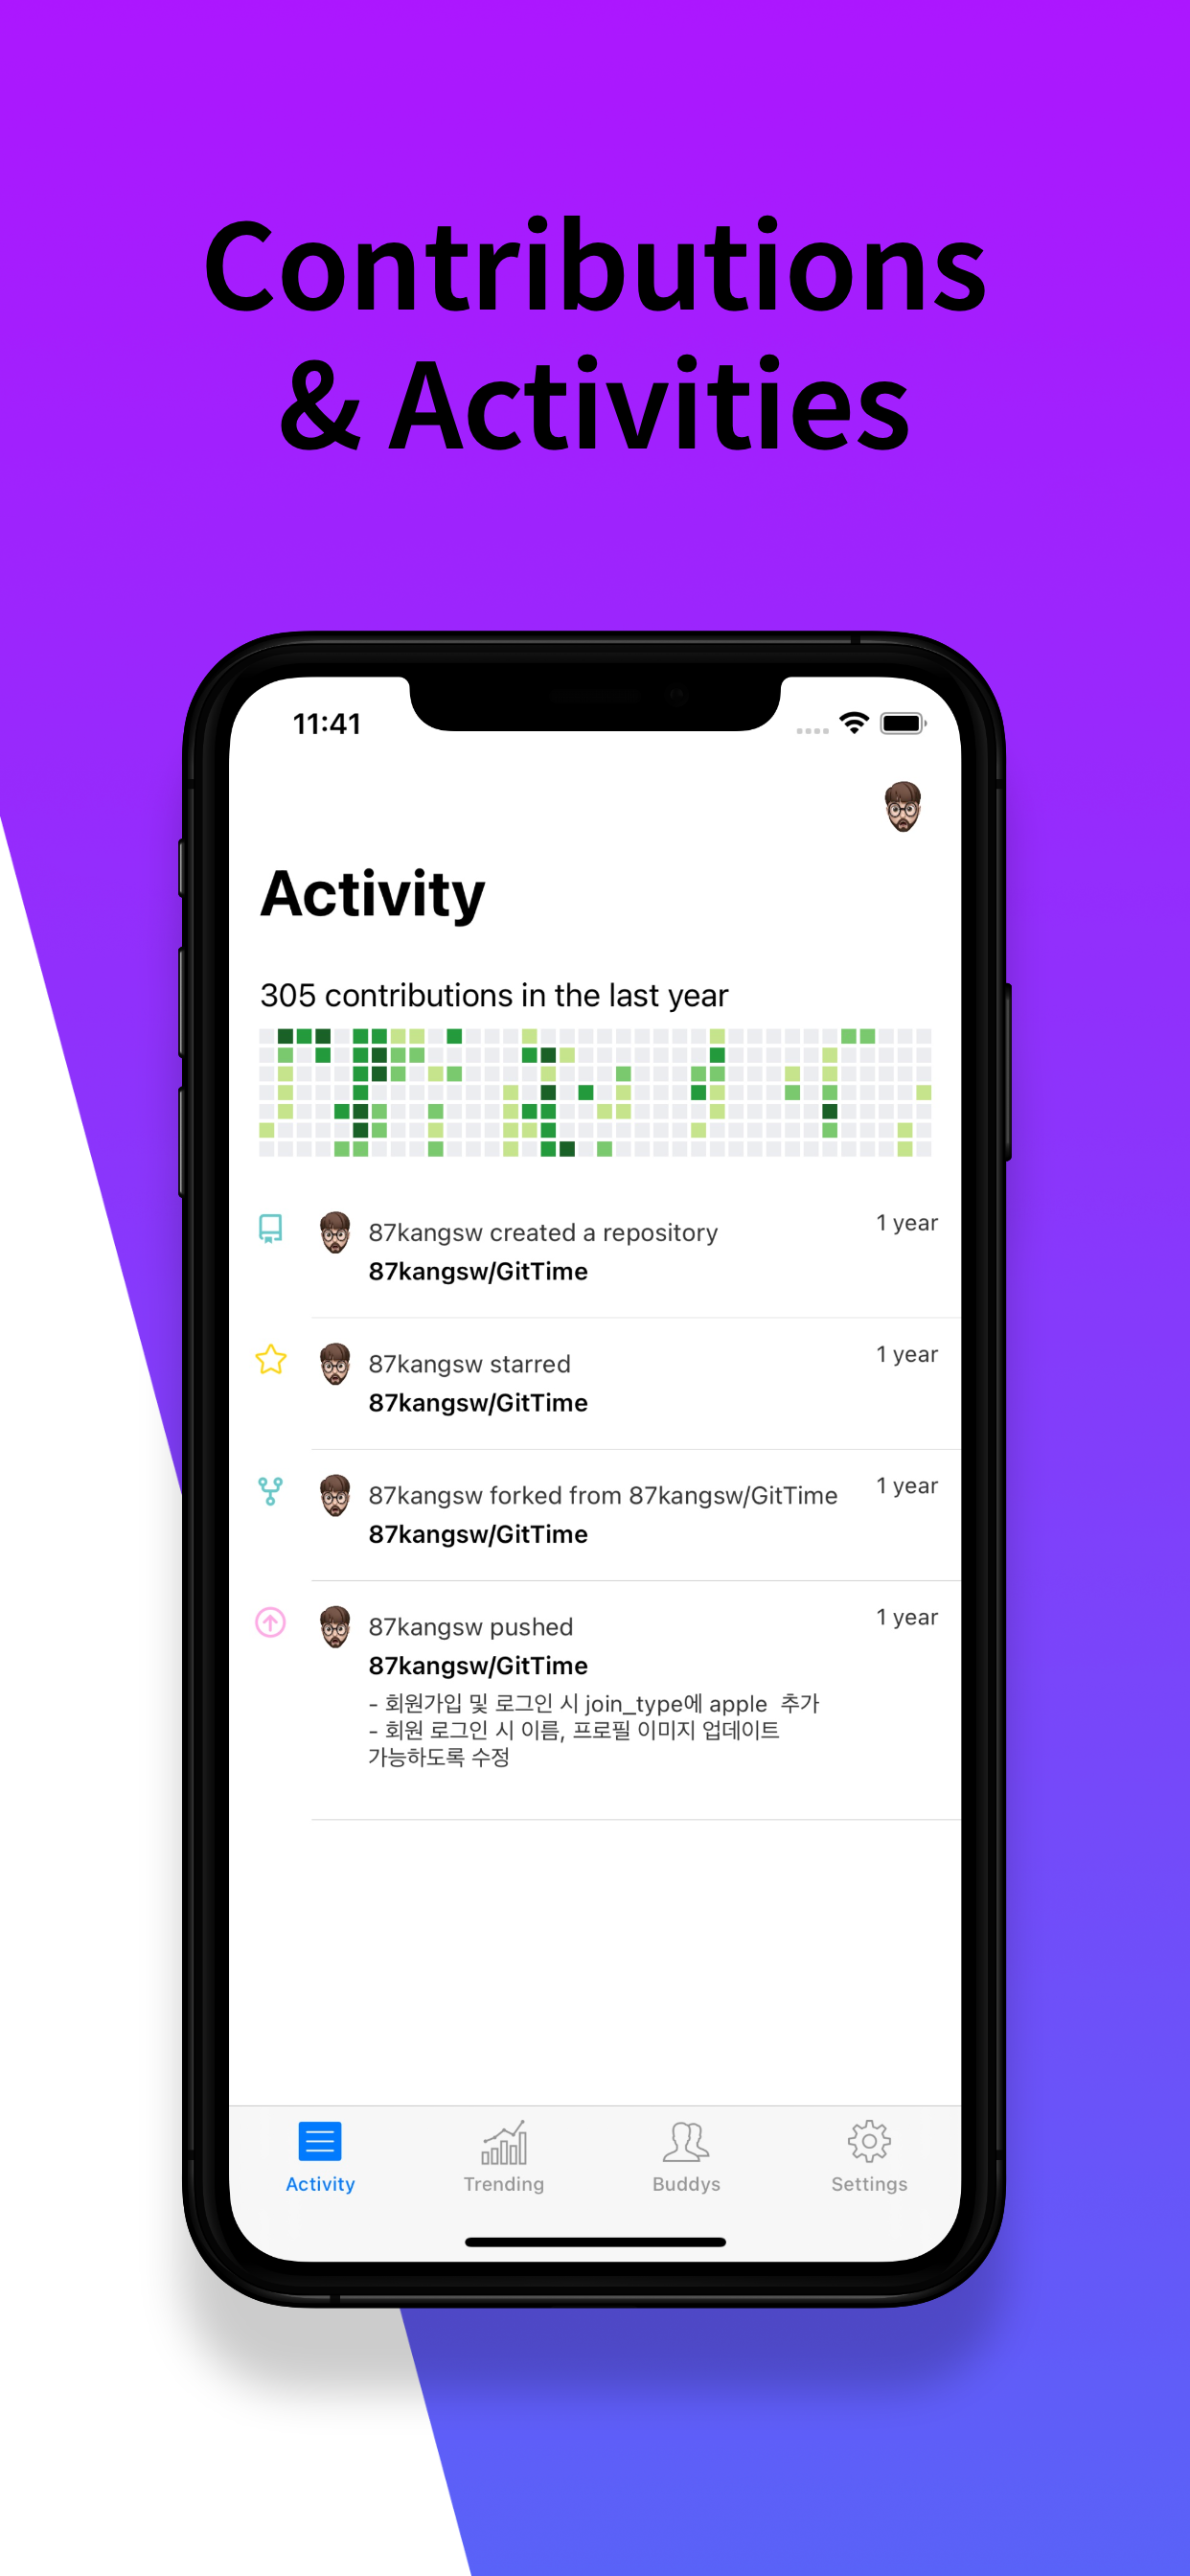 Contributions
& Activities
11:41
Activity
305 contributions in the last year
87kangsw created a repository
1 year
87kangsw/GitTime
87kangsw starred
1 year
87kangsw/GitTime
87kangsw forked from 87kangsw/GitTime
1 year
87kangsw/GitTime
87kangsw pushed
1 year
87kangsw/GitTime
- 회원가입 및 로그인 시 join_type에 apple  추가
- 회원 로그인 시 이름, 프로필 이미지 업데이트
가능하도록 수정
Activity
Trending
Buddys
Settings